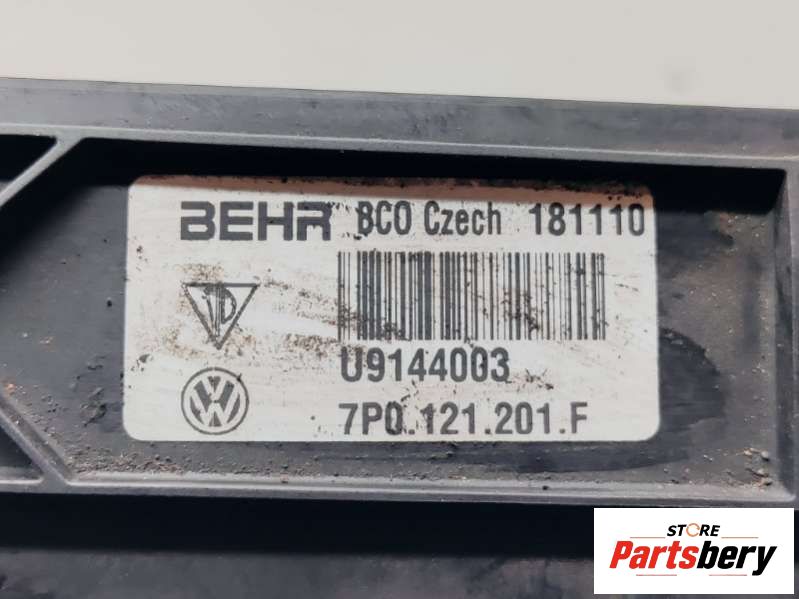 BEHR BCO Czech 181110
U9144003
7P0.121.201.F
STORE
Partsbery